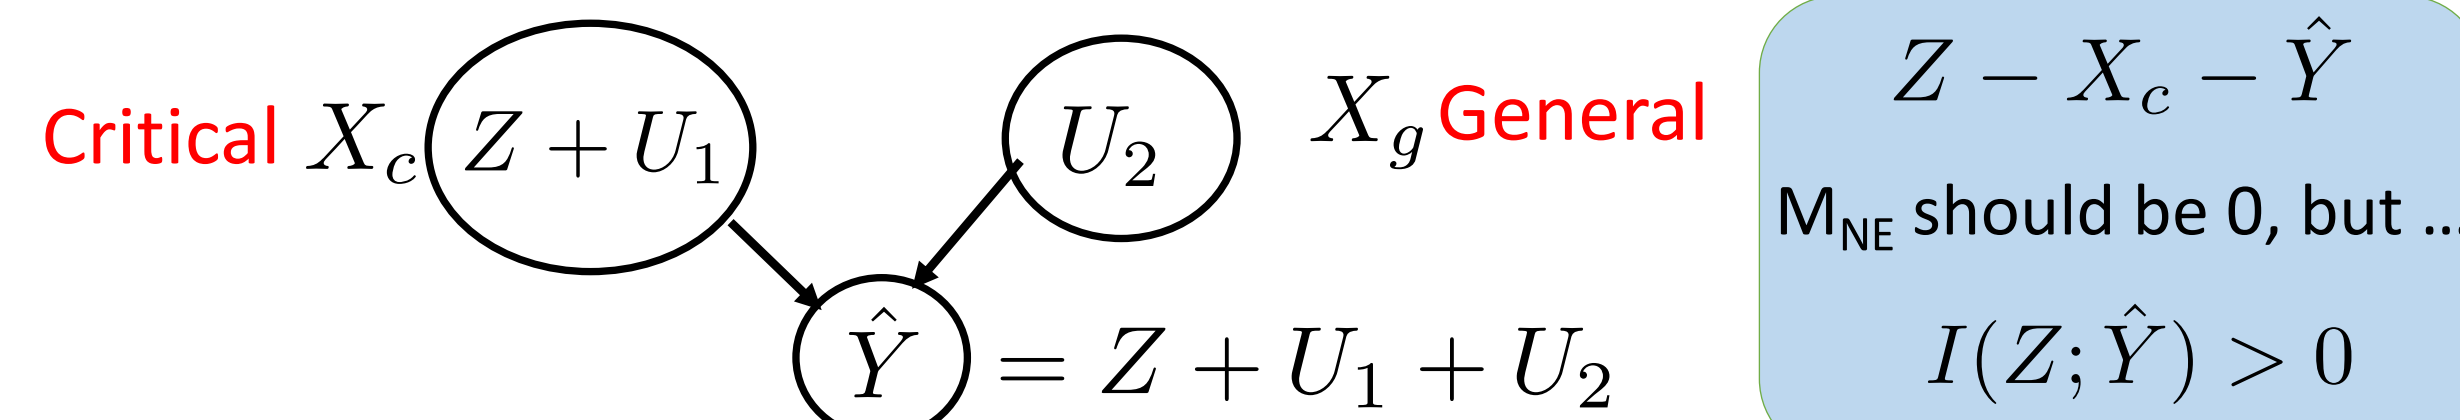 Critical X_c Z + U_1
U_2 X_g General
Ŷ = Z + U_1 + U_2
Z − X_c − Ŷ
M_NE should be 0, but ...
I(Z; Ŷ) > 0